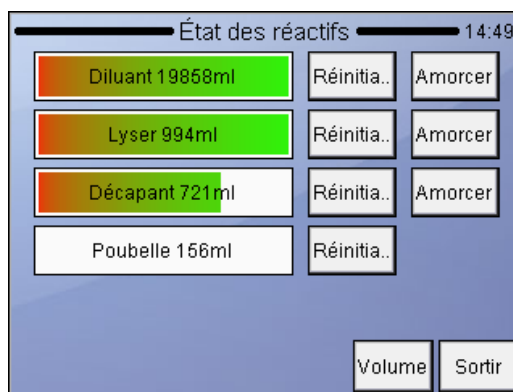 État des réactifs 14:49
Diluant 19858ml Réinitia.. Amorcer
Lyser 994ml Réinitia.. Amorcer
Décapant 721ml Réinitia.. Amorcer
Poubelle 156ml Réinitia..
Volume Sortir